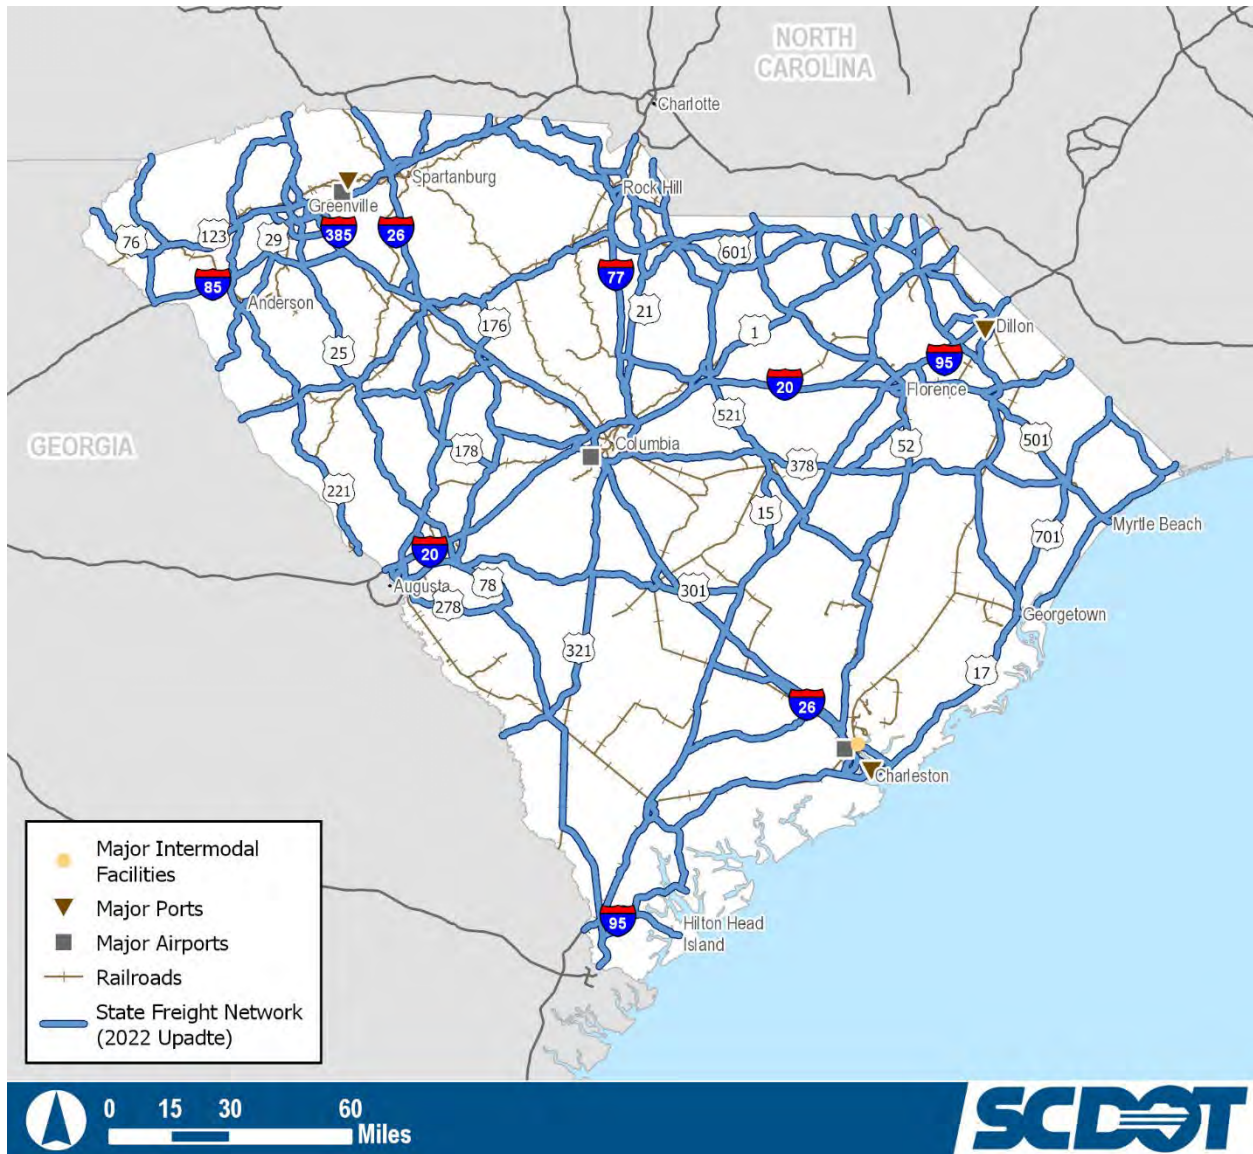 NORTH
CAROLINA
Charlotte
Spartanburg
Rock Hill
Greenville
76
123
29
385
26
601
85
Anderson
77
21
176
1
Dillon
25
95
20
Florence
GEORGIA
521
Columbia
52
501
178
378
221
15
Myrtle Beach
701
20
Augusta
78
278
301
Georgetown
321
17
26
Charleston
95
Hilton Head
Island
Major Intermodal
Facilities
Major Ports
Major Airports
Railroads
State Freight Network
(2022 Upadte)
0 15 30 60
Miles
SCDOT